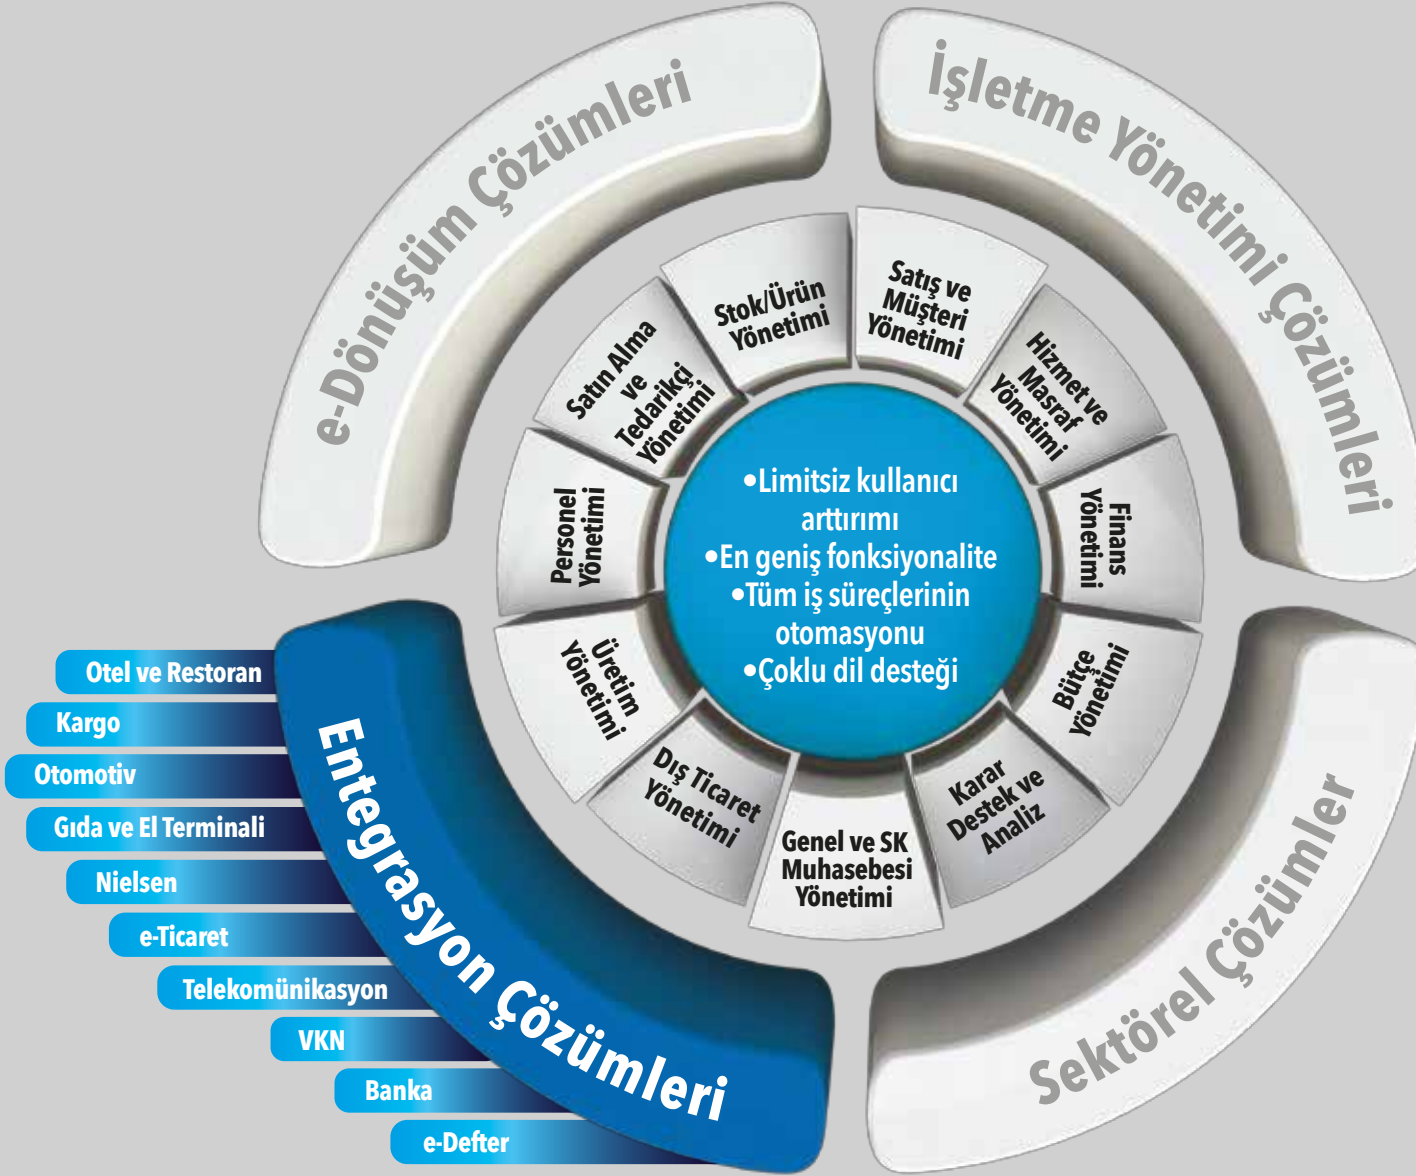 e-Dönüşüm Çözümleri
İşletme Yönetimi Çözümleri
Stok/Ürün
Yönetimi
Satış ve
Müşteri
Yönetimi
Hizmet ve
Masraf
Yönetimi
Finans
Yönetimi
Bütçe
Yönetimi
Karar
Destek ve
Analiz
Genel ve SK
Muhasebesi
Yönetimi
Dış Ticaret
Yönetimi
Üretim
Yönetimi
Personel
Yönetimi
Satın Alma
ve
Tedarikçi
Yönetimi
•Limitsiz kullanıcı
arttırımı
•En geniş fonksiyonalite
•Tüm iş süreçlerinin
otomasyonu
•Çoklu dil desteği
Entegrasyon Çözümleri
Sektörel Çözümler
Otel ve Restoran
Kargo
Otomotiv
Gıda ve El Terminali
Nielsen
e-Ticaret
Telekomünikasyon
VKN
Banka
e-Defter